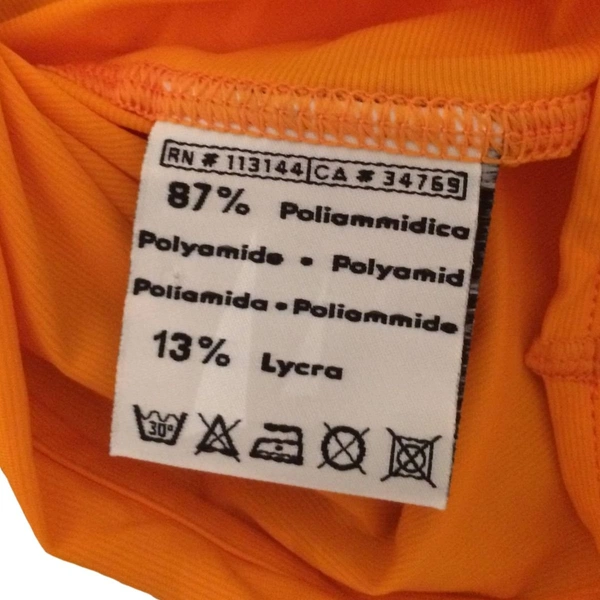 RN # 113144 CA # 34769
87% Poliammidica
Polyamide • Polyamid
Poliamida • Poliammide
13% Lycra
30°